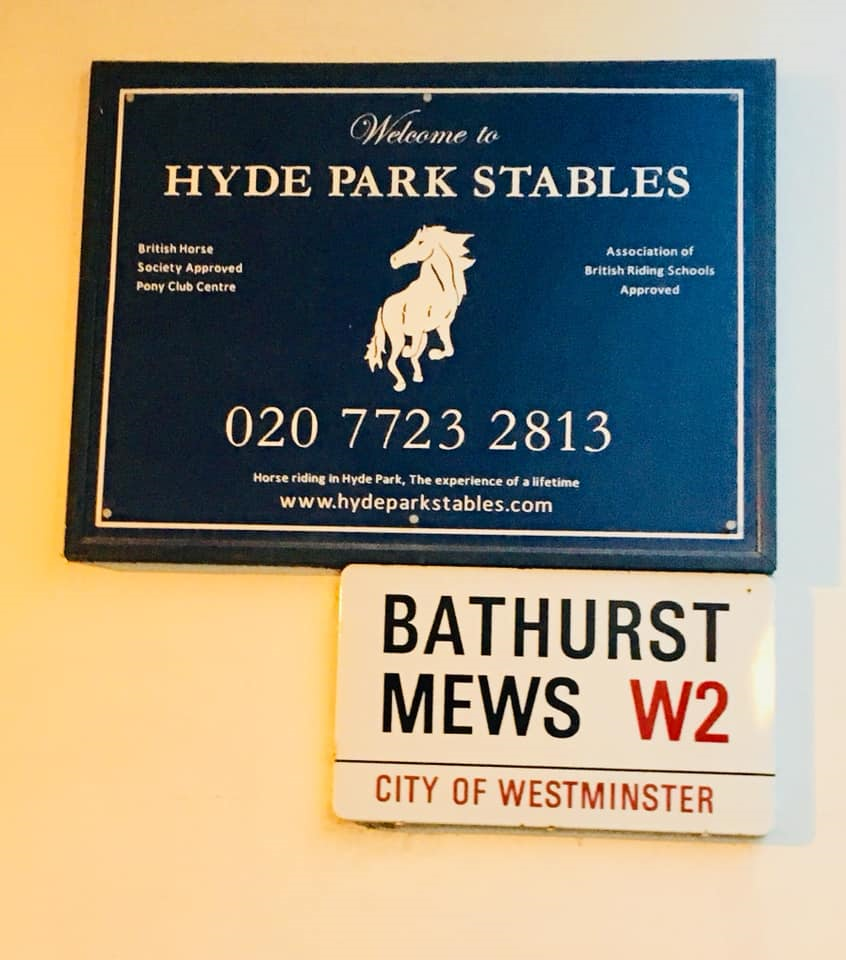 Welcome to
HYDE PARK STABLES
British Horse
Society Approved
Pony Club Centre
Association of
British Riding Schools
Approved
020 7723 2813
Horse riding in Hyde Park, The experience of a lifetime
www.hydeparkstables.com
BATHURST
MEWS W2
CITY OF WESTMINSTER